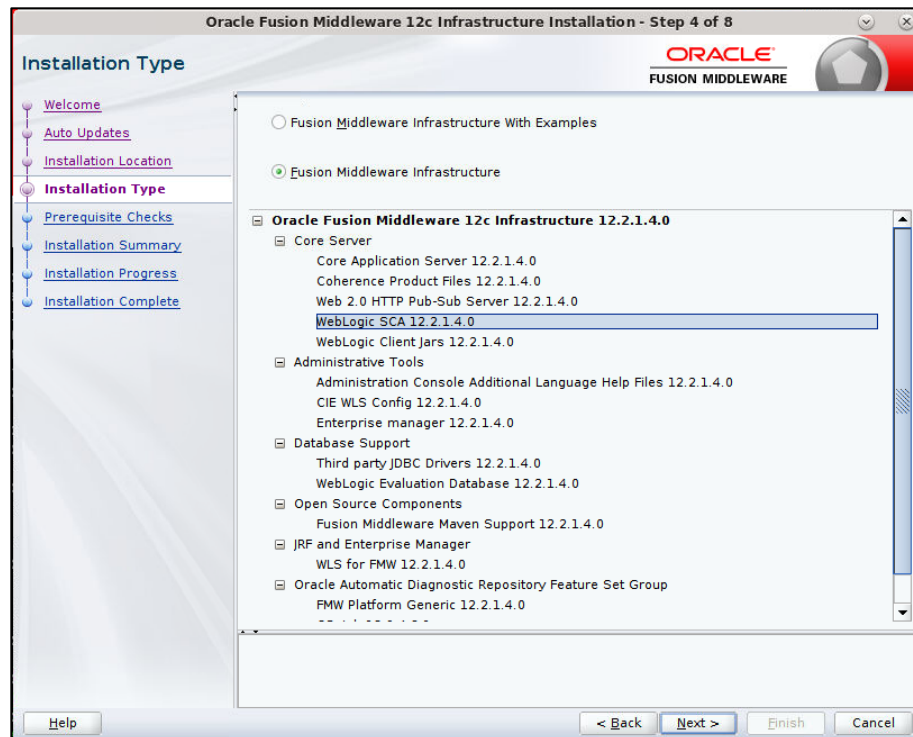 Oracle Fusion Middleware 12c Infrastructure Installation - Step 4 of 8
Installation Type
ORACLE
FUSION MIDDLEWARE
Welcome
Auto Updates
Installation Location
Installation Type
Prerequisite Checks
Installation Summary
Installation Progress
Installation Complete
Fusion Middleware Infrastructure With Examples
Fusion Middleware Infrastructure
Oracle Fusion Middleware 12c Infrastructure 12.2.1.4.0
Core Server
Core Application Server 12.2.1.4.0
Coherence Product Files 12.2.1.4.0
Web 2.0 HTTP Pub-Sub Server 12.2.1.4.0
WebLogic SCA 12.2.1.4.0
WebLogic Client Jars 12.2.1.4.0
Administrative Tools
Administration Console Additional Language Help Files 12.2.1.4.0
CIE WLS Config 12.2.1.4.0
Enterprise manager 12.2.1.4.0
Database Support
Third party JDBC Drivers 12.2.1.4.0
WebLogic Evaluation Database 12.2.1.4.0
Open Source Components
Fusion Middleware Maven Support 12.2.1.4.0
JRF and Enterprise Manager
WLS for FMW 12.2.1.4.0
Oracle Automatic Diagnostic Repository Feature Set Group
FMW Platform Generic 12.2.1.4.0
Help
< Back
Next >
Finish
Cancel